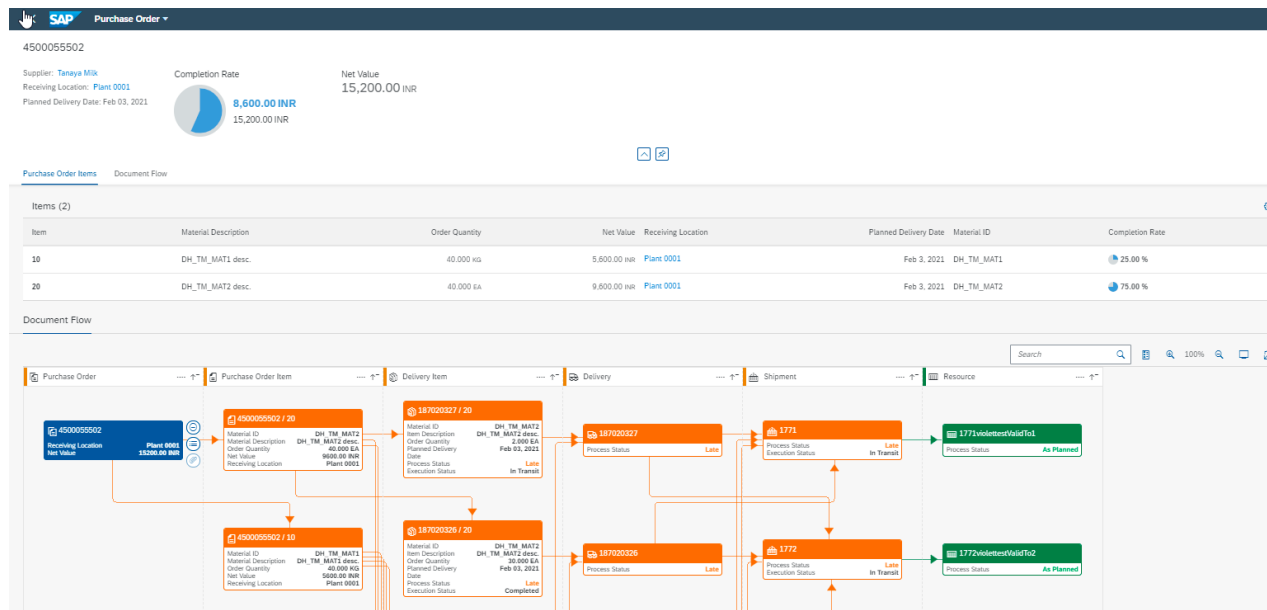 SAP Purchase Order
4500055502
Supplier: Tanaya Milk
Receiving Location: Plant 0001
Planned Delivery Date: Feb 03, 2021
Completion Rate
8,600.00 INR
15,200.00 INR
Net Value
15,200.00 INR
Purchase Order Items Document Flow
Items (2)
Item Material Description Order Quantity Net Value Receiving Location Planned Delivery Date Material ID Completion Rate
10 DH_TM_MAT1 desc. 40.000 KG 5,600.00 INR Plant 0001 Feb 3, 2021 DH_TM_MAT1 25.00 %
20 DH_TM_MAT2 desc. 40.000 EA 9,600.00 INR Plant 0001 Feb 3, 2021 DH_TM_MAT2 75.00 %
Document Flow
Search 100%
Purchase Order Purchase Order Item Delivery Item Delivery Shipment Resource
4500055502
Receiving Location Plant 0001
Net Value 15200.00 INR
4500055502 / 20
Material ID DH_TM_MAT2
Material Description DH_TM_MAT2 desc.
Order Quantity 40.000 EA
Net Value 9600.00 INR
Receiving Location Plant 0001
187020327 / 20
Material ID DH_TM_MAT2
Item Description DH_TM_MAT2 desc.
Order Quantity 2.000 EA
Planned Delivery Feb 03, 2021
Date
Process Status Late
Execution Status In Transit
187020327
Process Status Late
1771
Process Status Late
Execution Status In Transit
1771violettestValidTo1
Process Status As Planned
4500055502 / 10
Material ID DH_TM_MAT1
Material Description DH_TM_MAT1 desc.
Order Quantity 40.000 KG
Net Value 5600.00 INR
Receiving Location Plant 0001
187020326 / 20
Material ID DH_TM_MAT2
Item Description DH_TM_MAT2 desc.
Order Quantity 30.000 EA
Planned Delivery Feb 03, 2021
Date
Process Status Late
Execution Status Completed
187020326
Process Status Late
1772
Process Status Late
Execution Status In Transit
1772violettestValidTo2
Process Status As Planned